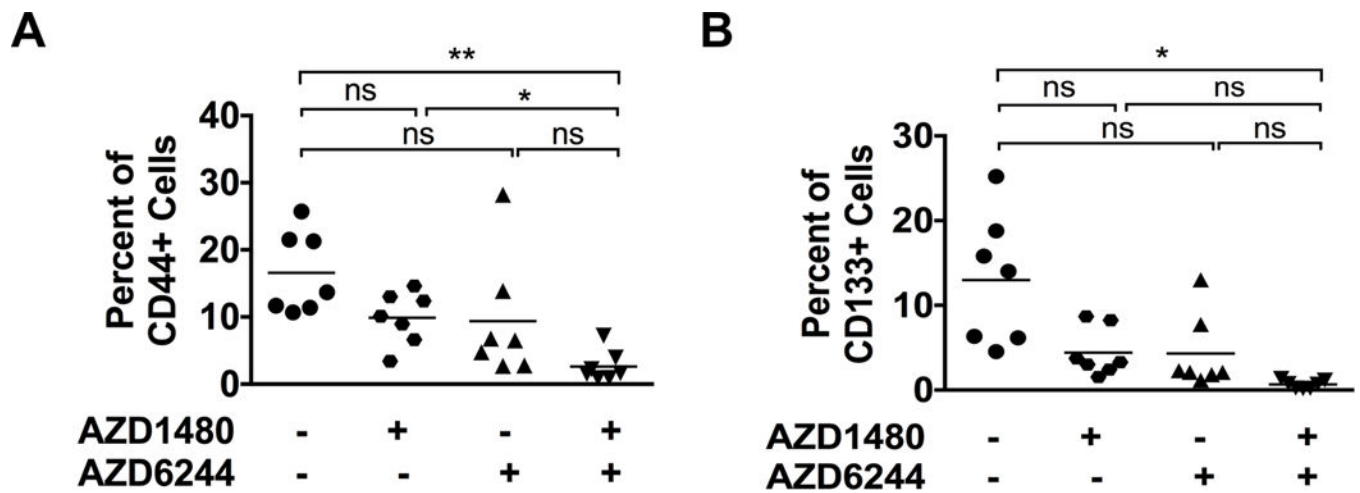 A
**
ns
*
ns
ns
40
30
20
10
0
Percent of
CD44+ Cells
AZD1480 - + - +
AZD6244 - - + +
B
*
ns
ns
ns
ns
30
20
10
0
Percent of
CD133+ Cells
AZD1480 - + - +
AZD6244 - - + +